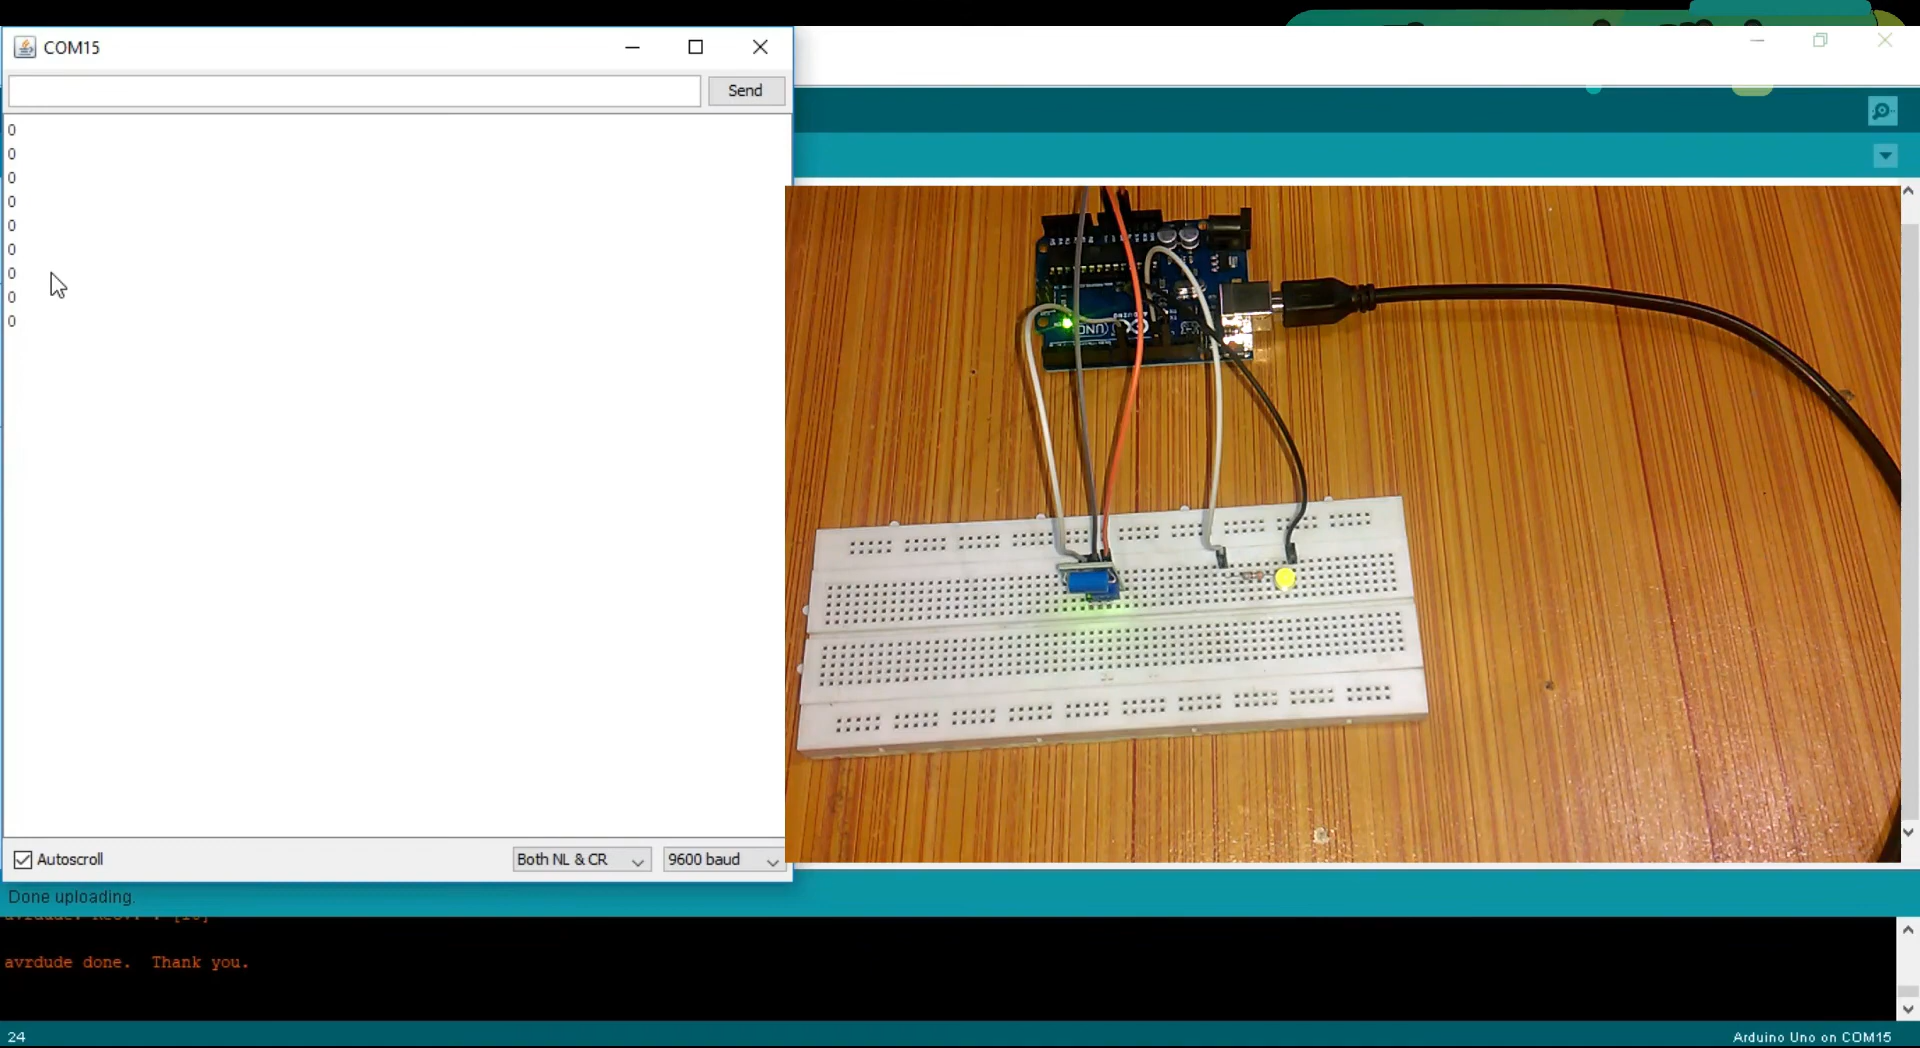 COM15
Send
0
0
0
0
0
0
0
0
0
UNO
Autoscroll
Both NL & CR
9600 baud
Done uploading.
avrdude done.  Thank you.
24
Arduino Uno on COM15